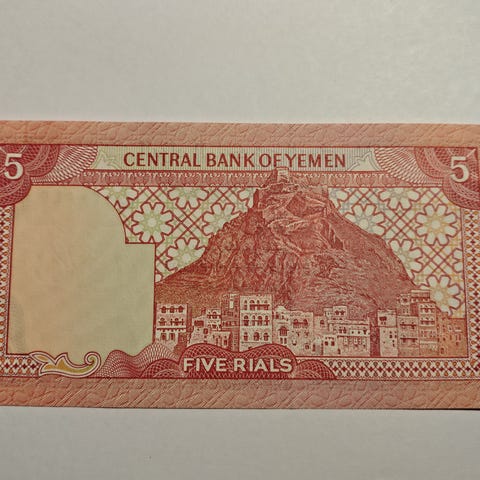 5 CENTRAL BANK OF YEMEN 5
FIVE RIALS